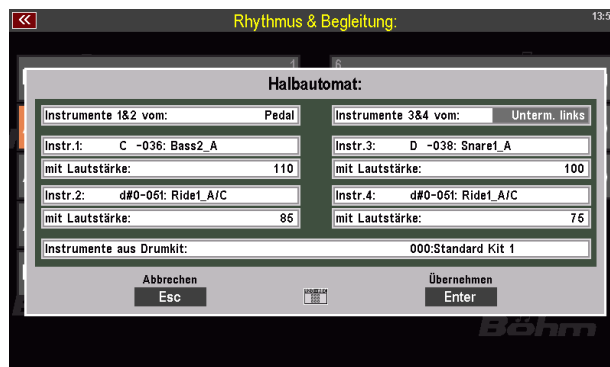 Rhythmus & Begleitung:
13:5
1
6
Halbautomat:
Instrumente 1&2 vom: Pedal
Instrumente 3&4 vom: Unterm. links
Instr.1: C -036: Bass2_A
Instr.3: D -038: Snare1_A
mit Lautstärke: 110
mit Lautstärke: 100
Instr.2: d#0-051: Ride1_A/C
Instr.4: d#0-051: Ride1_A/C
mit Lautstärke: 85
mit Lautstärke: 75
Instrumente aus Drumkit: 000:Standard Kit 1
Abbrechen
Übernehmen
Esc
Enter
Böhm